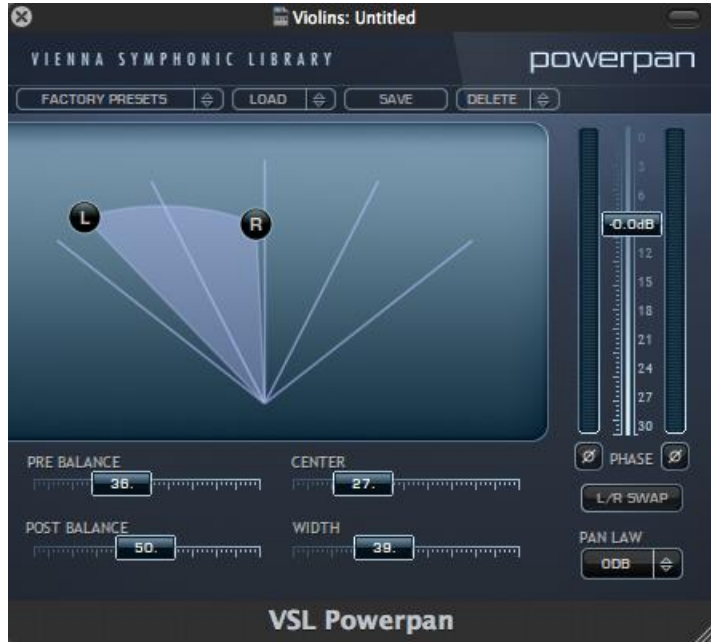 Violins: Untitled
VIENNA SYMPHONIC LIBRARY
powerpan
FACTORY PRESETS LOAD SAVE DELETE
L
R
0
3
6
-0.0dB
12
15
18
21
24
27
30
PRE BALANCE CENTER
36. 27.
Ø PHASE Ø
L/R SWAP
POST BALANCE WIDTH
50. 39.
PAN LAW
0DB
VSL Powerpan